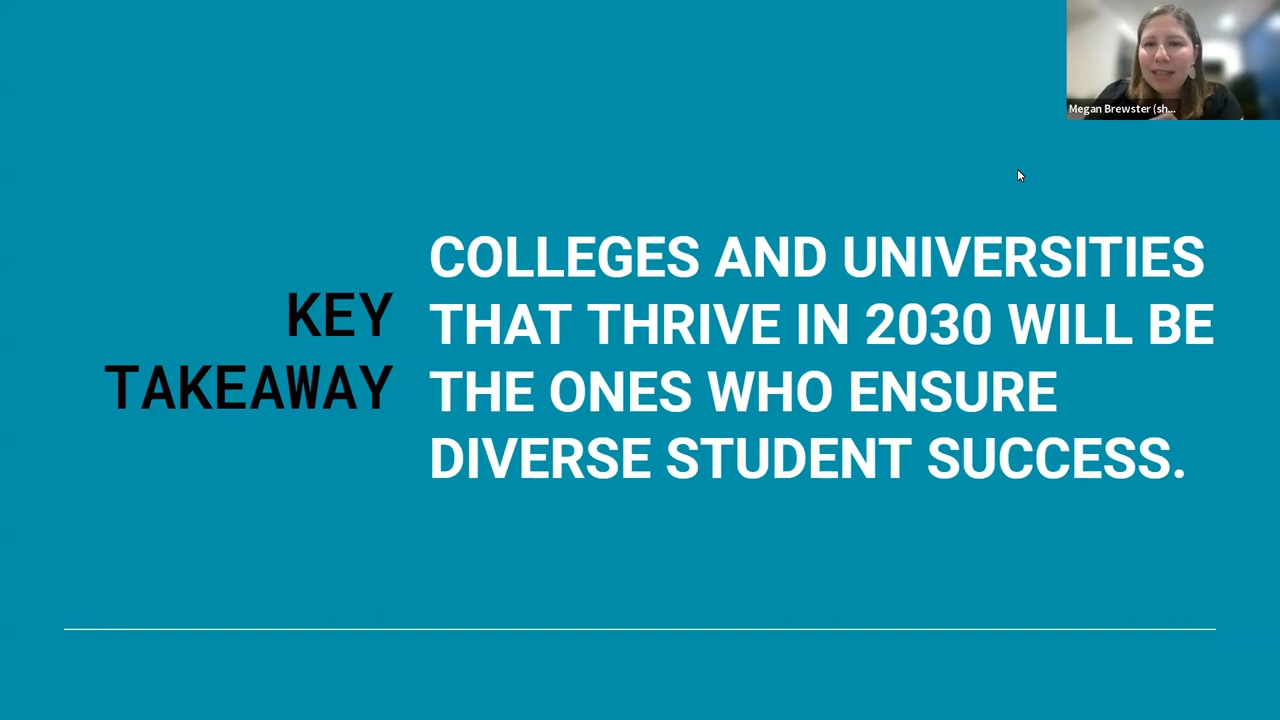 Megan Brewster (sh...
KEY
TAKEAWAY
COLLEGES AND UNIVERSITIES
THAT THRIVE IN 2030 WILL BE
THE ONES WHO ENSURE
DIVERSE STUDENT SUCCESS.